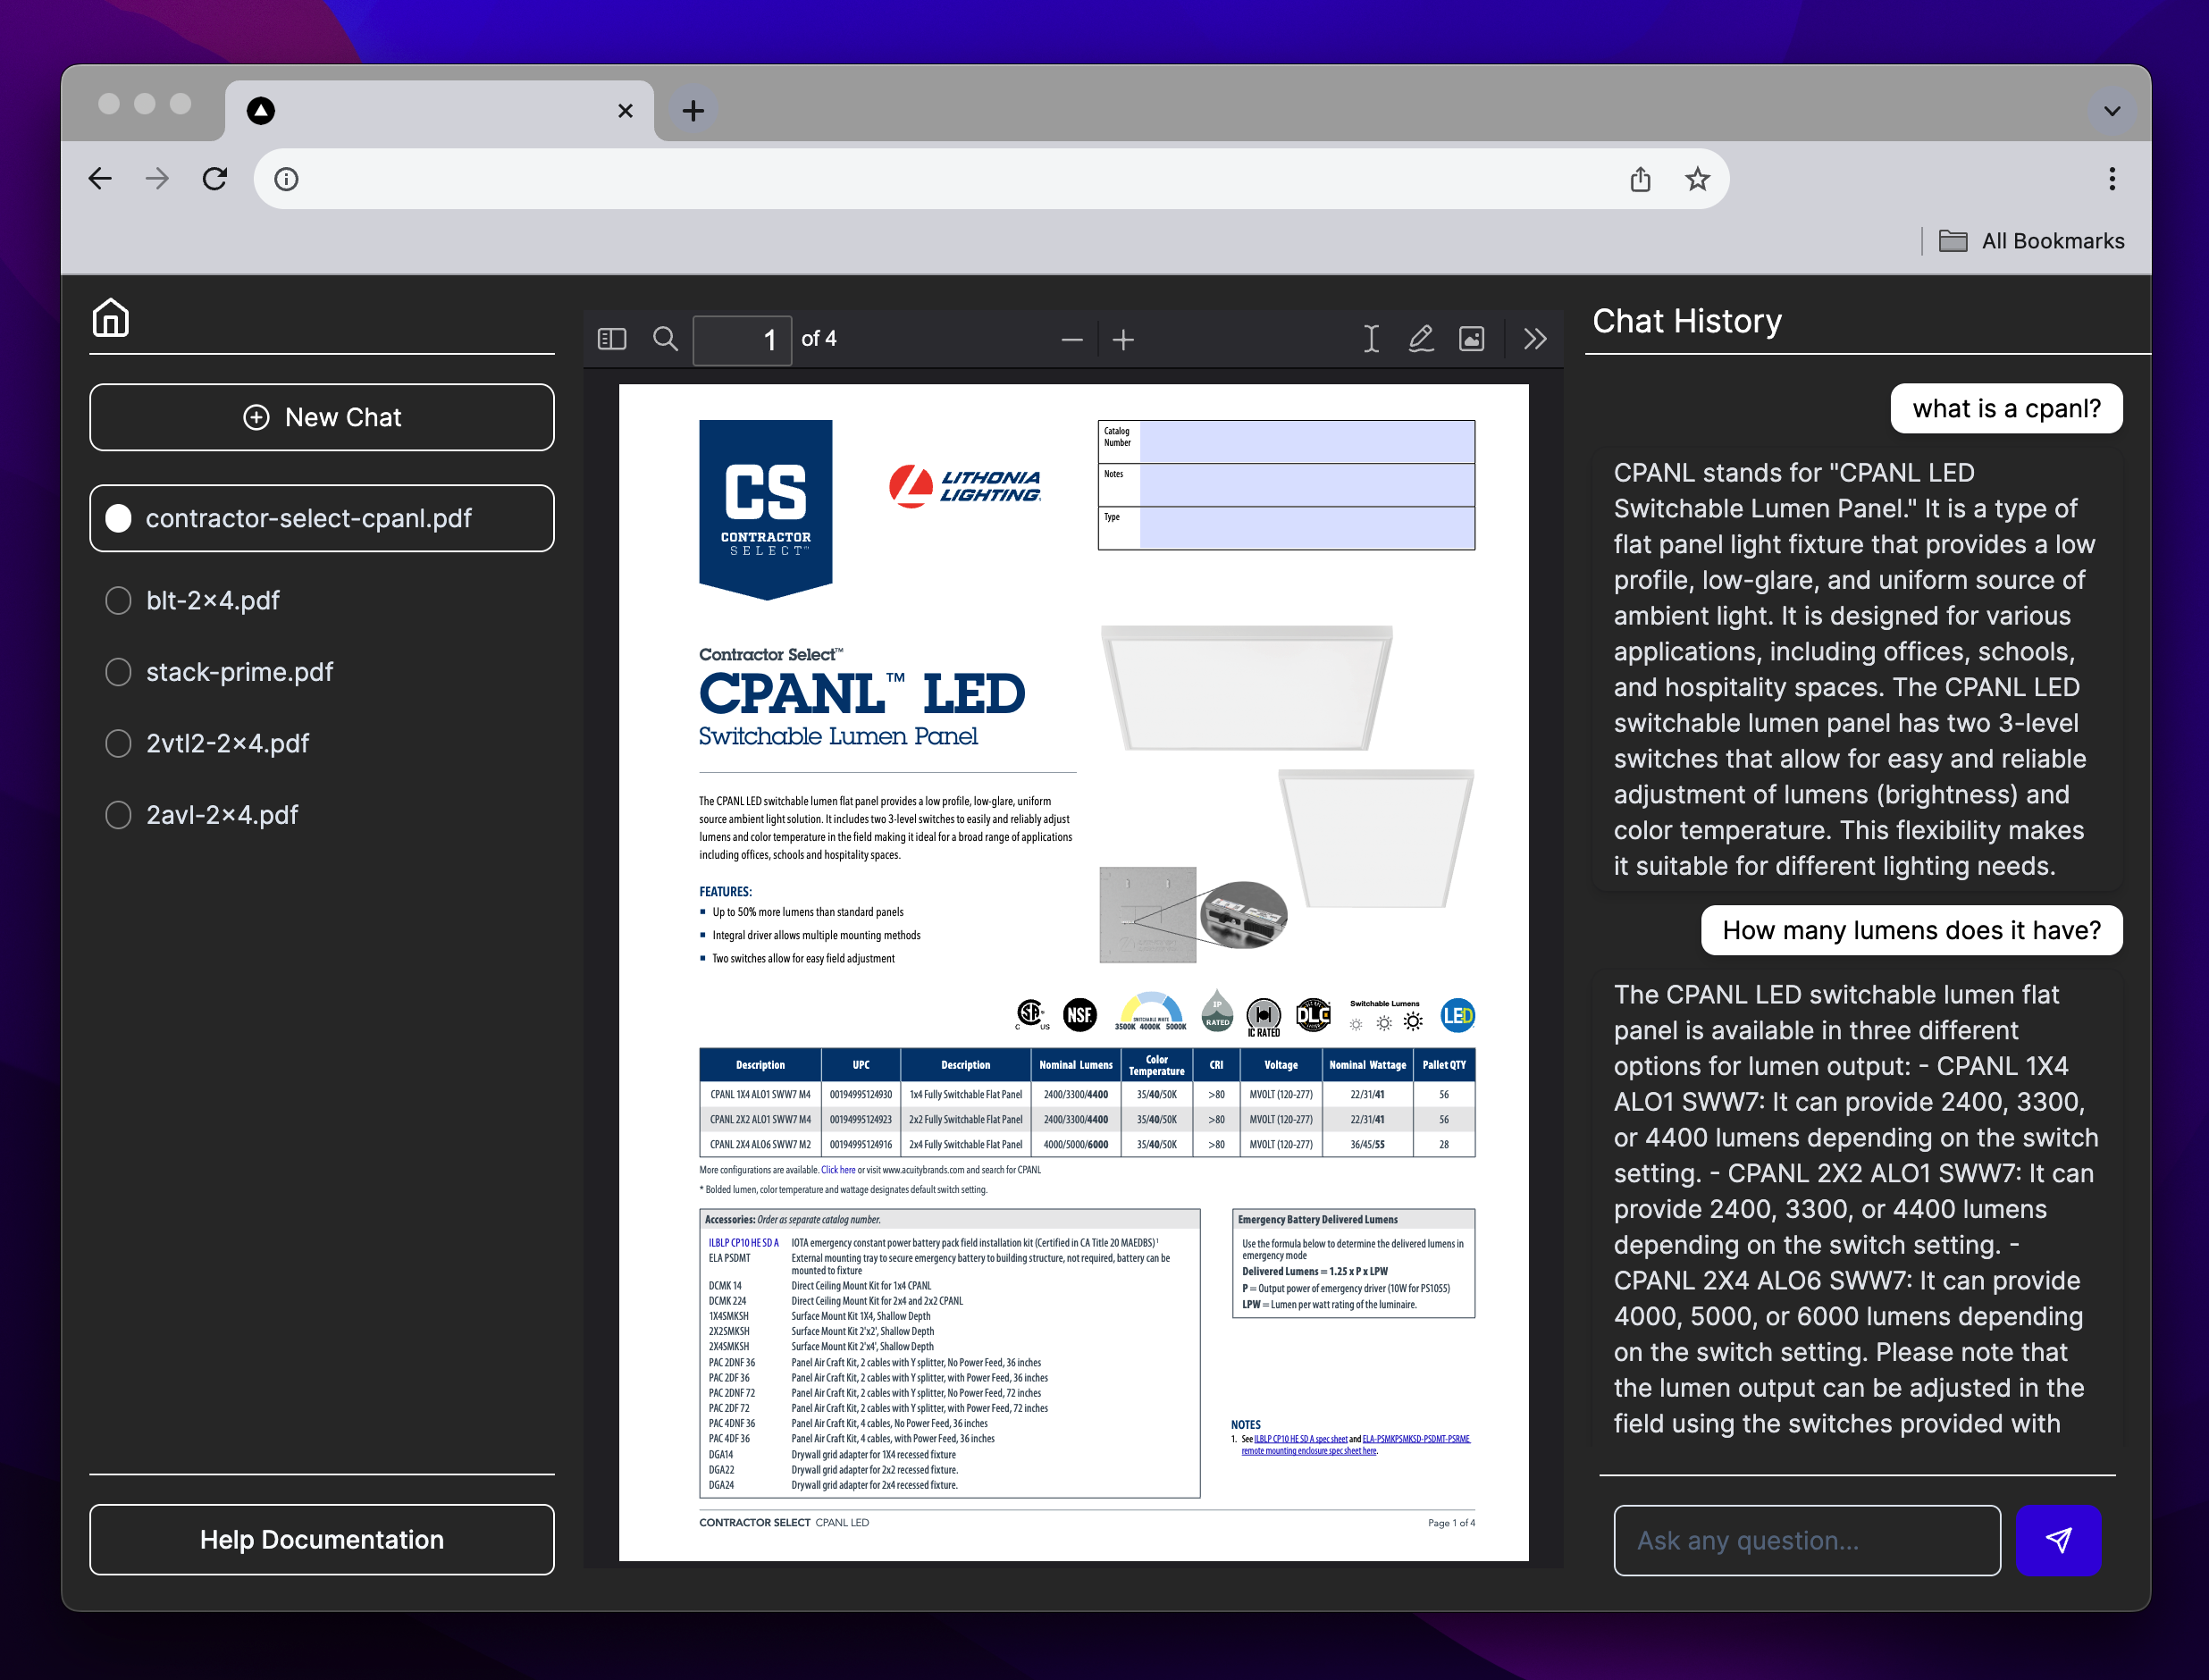 All Bookmarks
New Chat
contractor-select-cpanl.pdf
blt-2×4.pdf
stack-prime.pdf
2vtl2-2×4.pdf
2avl-2×4.pdf
Help Documentation
1 of 4
CS
CONTRACTOR
SELECT™
LITHONIA
LIGHTING.
Catalog
Number
Notes
Type
Contractor Select™
CPANL™ LED
Switchable Lumen Panel
The CPANL LED switchable lumen flat panel provides a low profile, low-glare, uniform
source ambient light solution. It includes two 3-level switches to easily and reliably adjust
lumens and color temperature in the field making it ideal for a broad range of applications
including offices, schools and hospitality spaces.
FEATURES:
▪ Up to 50% more lumens than standard panels
▪ Integral driver allows multiple mounting methods
▪ Two switches allow for easy field adjustment
C US
NSF
SWITCHABLE WHITE
3500K 4000K 5000K
IP
RATED
IC RATED
DLC
Switchable Lumens
LED
Description UPC Description Nominal Lumens Color Temperature CRI Voltage Nominal Wattage Pallet QTY
CPANL 1X4 ALO1 SWW7 M4 00194995124930 1x4 Fully Switchable Flat Panel 2400/3300/4400 35/40/50K >80 MVOLT (120-277) 22/31/41 56
CPANL 2X2 ALO1 SWW7 M4 00194995124923 2x2 Fully Switchable Flat Panel 2400/3300/4400 35/40/50K >80 MVOLT (120-277) 22/31/41 56
CPANL 2X4 ALO6 SWW7 M2 00194995124916 2x4 Fully Switchable Flat Panel 4000/5000/6000 35/40/50K >80 MVOLT (120-277) 36/45/55 28
More configurations are available. Click here or visit www.acuitybrands.com and search for CPANL
* Bolded lumen, color temperature and wattage designates default switch setting.
Accessories: Order as separate catalog number.
ILBLP CP10 HE SD A IOTA emergency constant power battery pack field installation kit (Certified in CA Title 20 MAEDBS) ¹
ELA PSDMT External mounting tray to secure emergency battery to building structure, not required, battery can be
mounted to fixture
DCMK 14 Direct Ceiling Mount Kit for 1x4 CPANL
DCMK 224 Direct Ceiling Mount Kit for 2x4 and 2x2 CPANL
1X4SMKSH Surface Mount Kit 1X4, Shallow Depth
2X2SMKSH Surface Mount Kit 2'x2', Shallow Depth
2X4SMKSH Surface Mount Kit 2'x4', Shallow Depth
PAC 2DNF 36 Panel Air Craft Kit, 2 cables with Y splitter, No Power Feed, 36 inches
PAC 2DF 36 Panel Air Craft Kit, 2 cables with Y splitter, with Power Feed, 36 inches
PAC 2DNF 72 Panel Air Craft Kit, 2 cables with Y splitter, No Power Feed, 72 inches
PAC 2DF 72 Panel Air Craft Kit, 2 cables with Y splitter, with Power Feed, 72 inches
PAC 4DNF 36 Panel Air Craft Kit, 4 cables, No Power Feed, 36 inches
PAC 4DF 36 Panel Air Craft Kit, 4 cables, with Power Feed, 36 inches
DGA14 Drywall grid adapter for 1X4 recessed fixture
DGA22 Drywall grid adapter for 2x2 recessed fixture.
DGA24 Drywall grid adapter for 2x4 recessed fixture.
Emergency Battery Delivered Lumens
Use the formula below to determine the delivered lumens in
emergency mode
Delivered Lumens = 1.25 x P x LPW
P = Output power of emergency driver (10W for PS1055)
LPW = Lumen per watt rating of the luminaire.
NOTES
1. See ILBLP CP10 HE SD A spec sheet and ELA-PSMKPSMKSD-PSDMT-PSRME
remote mounting enclosure spec sheet here.
CONTRACTOR SELECT CPANL LED
Page 1 of 4
Chat History
what is a cpanl?
CPANL stands for "CPANL LED
Switchable Lumen Panel." It is a type of
flat panel light fixture that provides a low
profile, low-glare, and uniform source of
ambient light. It is designed for various
applications, including offices, schools,
and hospitality spaces. The CPANL LED
switchable lumen panel has two 3-level
switches that allow for easy and reliable
adjustment of lumens (brightness) and
color temperature. This flexibility makes
it suitable for different lighting needs.
How many lumens does it have?
The CPANL LED switchable lumen flat
panel is available in three different
options for lumen output: - CPANL 1X4
ALO1 SWW7: It can provide 2400, 3300,
or 4400 lumens depending on the switch
setting. - CPANL 2X2 ALO1 SWW7: It can
provide 2400, 3300, or 4400 lumens
depending on the switch setting. -
CPANL 2X4 ALO6 SWW7: It can provide
4000, 5000, or 6000 lumens depending
on the switch setting. Please note that
the lumen output can be adjusted in the
field using the switches provided with
Ask any question...